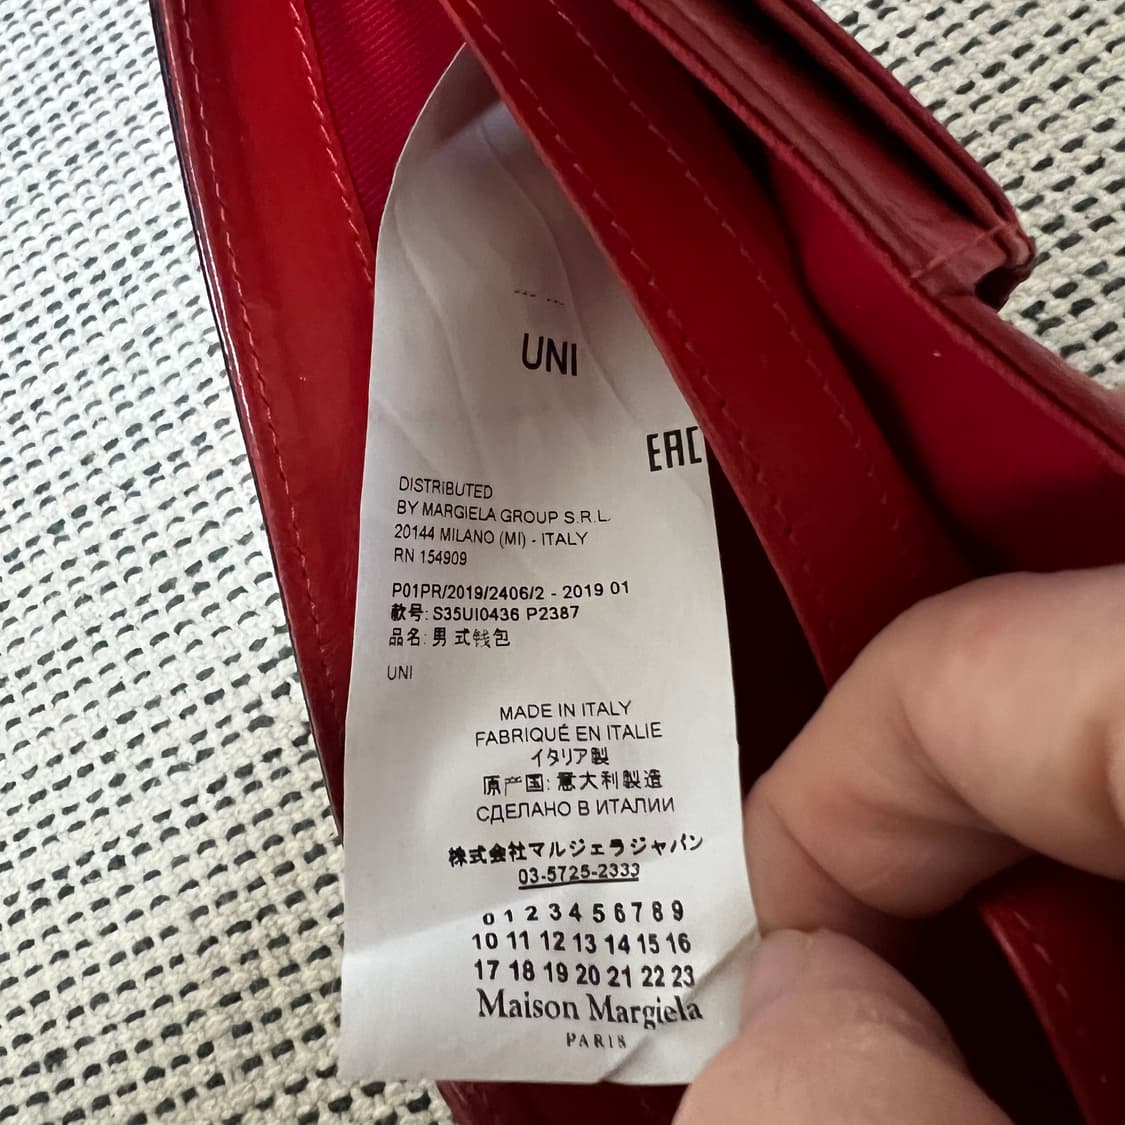 UNI
EAC
DISTRIBUTED
BY MARGIELA GROUP S.R.L.
20144 MILANO (MI) - ITALY
RN 154909
P01PR/2019/2406/2 - 2019 01
款号: S35UI0436 P2387
品名: 男式钱包
UNI
MADE IN ITALY
FABRIQUÉ EN ITALIE
イタリア製
原产国: 意大利製造
СДЕЛАНО В ИТАЛИИ
株式会社マルジェラジャパン
03-5725-2333
0 1 2 3 4 5 6 7 8 9
10 11 12 13 14 15 16
17 18 19 20 21 22 23
Maison Margiela
PARIS